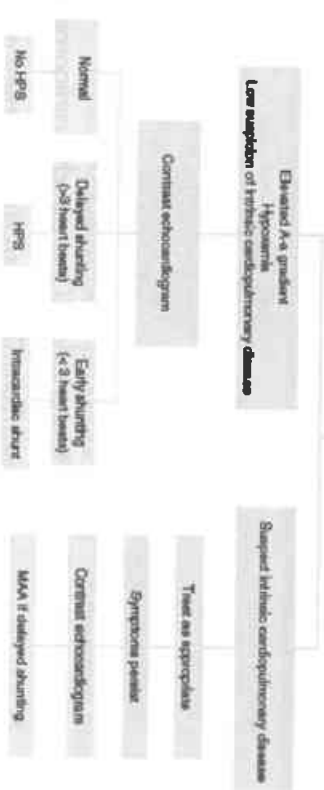 Elevated A-a gradient
Hypoxemia
Low suspicion of intrinsic cardiopulmonary disease
Suspect intrinsic cardiopulmonary disease
Contrast echocardiogram
Treat as appropriate
Symptoms persist
Normal
Delayed shunting
(>3 heart beats)
Early shunting
(< 3 heart beats)
Contrast echocardiogram
No HPS
HPS
Intracardiac shunt
MAA if delayed shunting